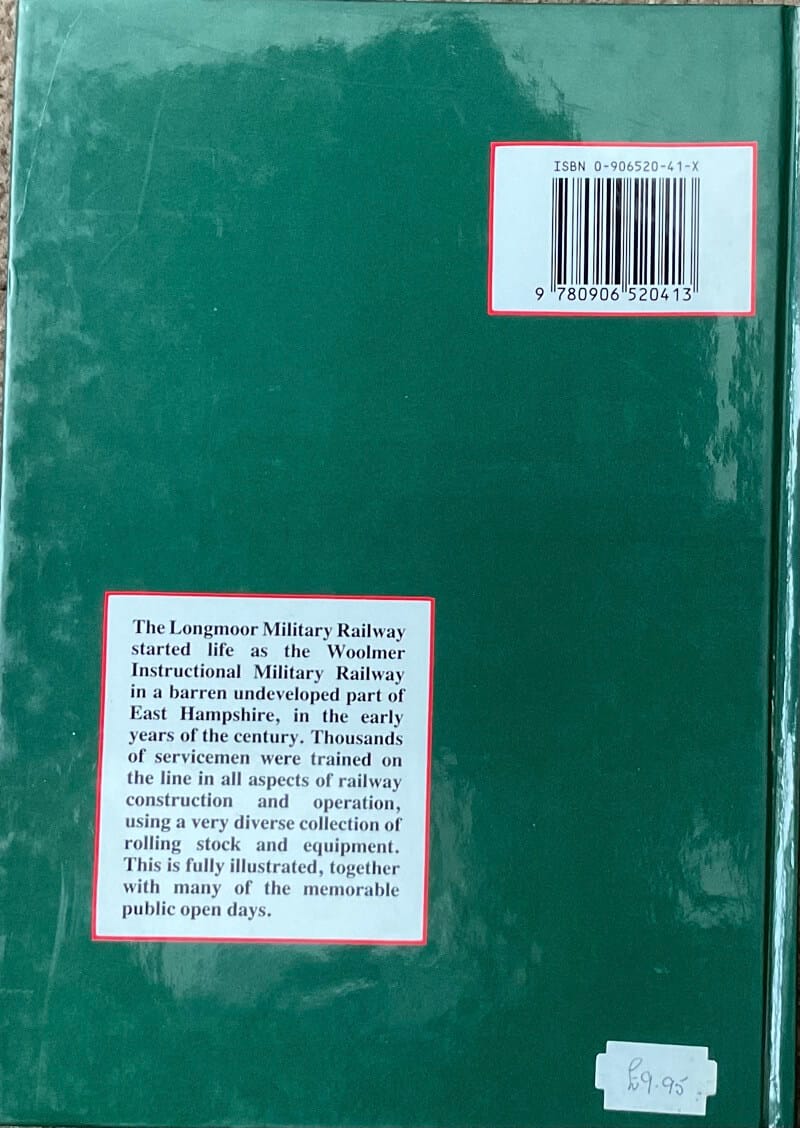 ISBN 0-906520-41-X
9 780906 520413
The Longmoor Military Railway
started life as the Woolmer
Instructional Military Railway
in a barren undeveloped part of
East Hampshire, in the early
years of the century. Thousands
of servicemen were trained on
the line in all aspects of railway
construction and operation,
using a very diverse collection of
rolling stock and equipment.
This is fully illustrated, together
with many of the memorable
public open days.
£9.95